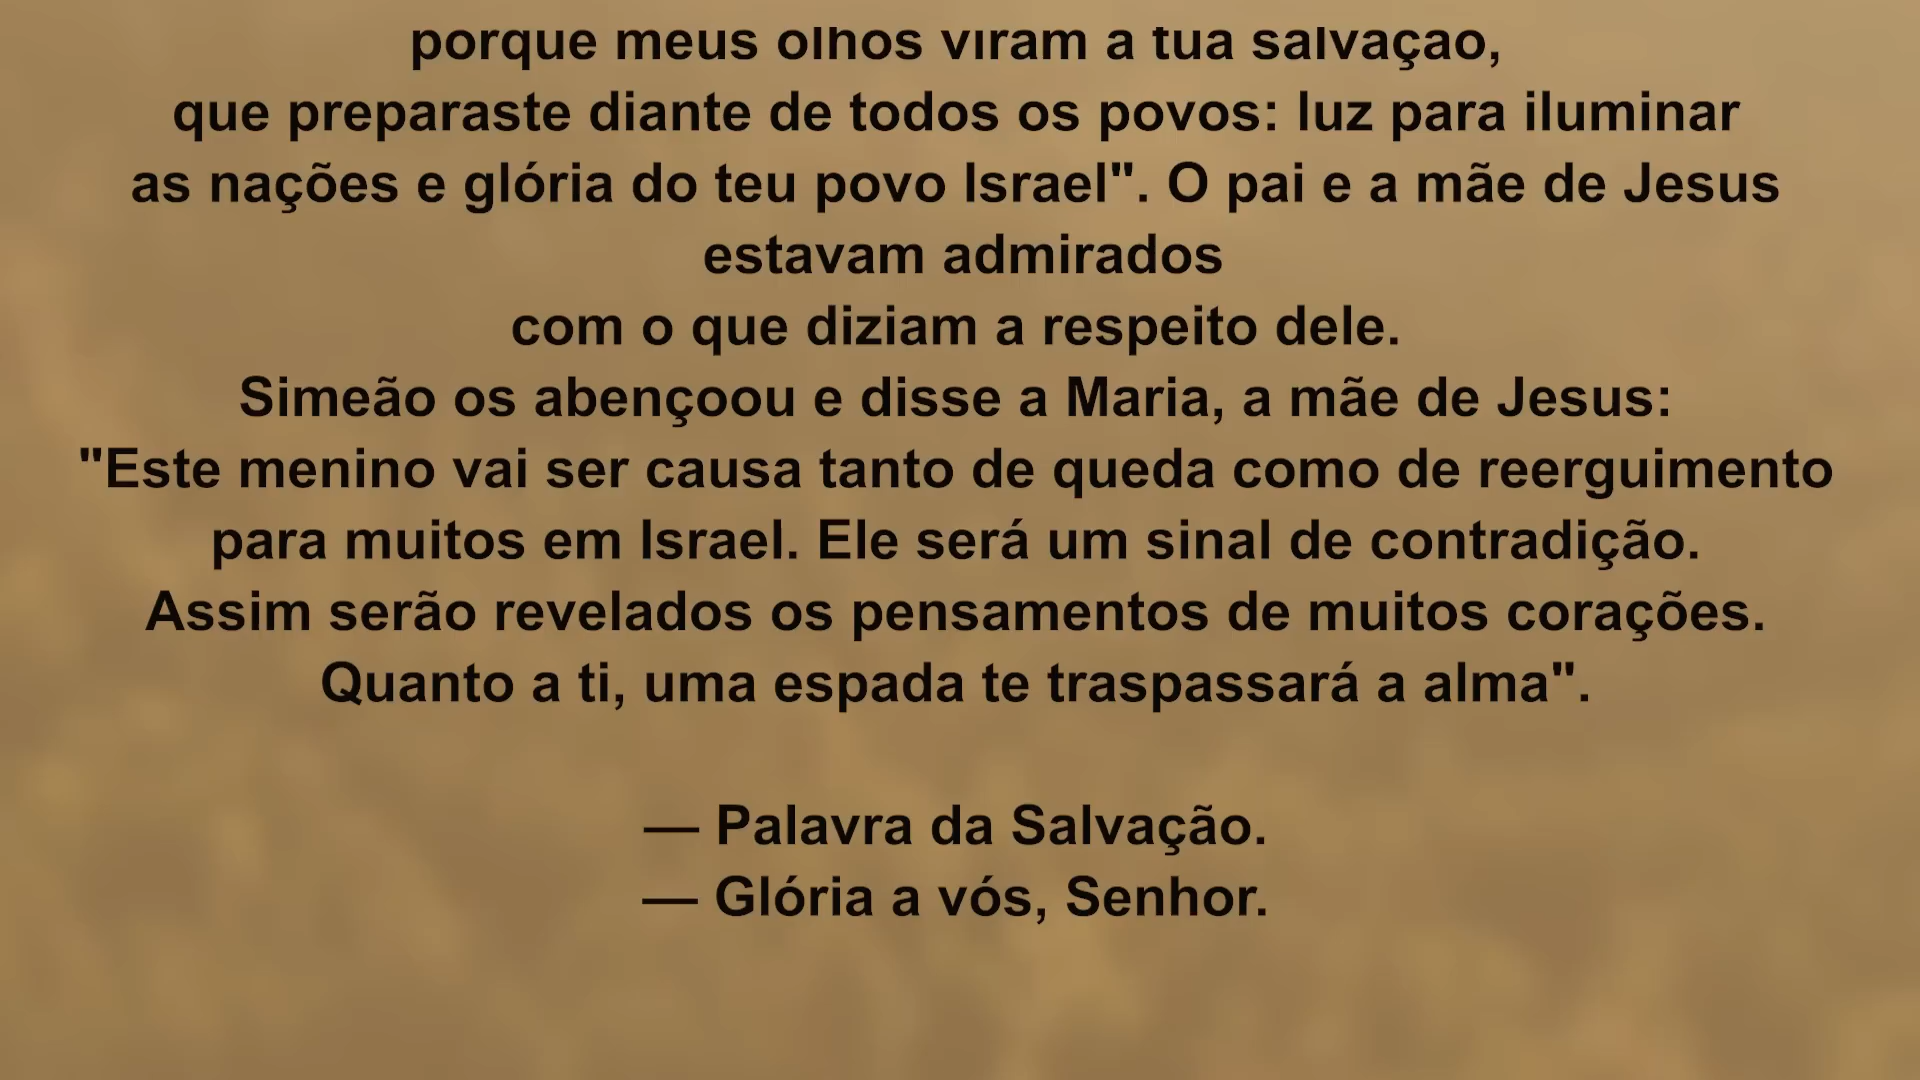 porque meus olhos viram a tua salvação,
que preparaste diante de todos os povos: luz para iluminar
as nações e glória do teu povo Israel". O pai e a mãe de Jesus
estavam admirados
com o que diziam a respeito dele.
Simeão os abençoou e disse a Maria, a mãe de Jesus:
"Este menino vai ser causa tanto de queda como de reerguimento
para muitos em Israel. Ele será um sinal de contradição.
Assim serão revelados os pensamentos de muitos corações.
Quanto a ti, uma espada te traspassará a alma".
— Palavra da Salvação.
— Glória a vós, Senhor.